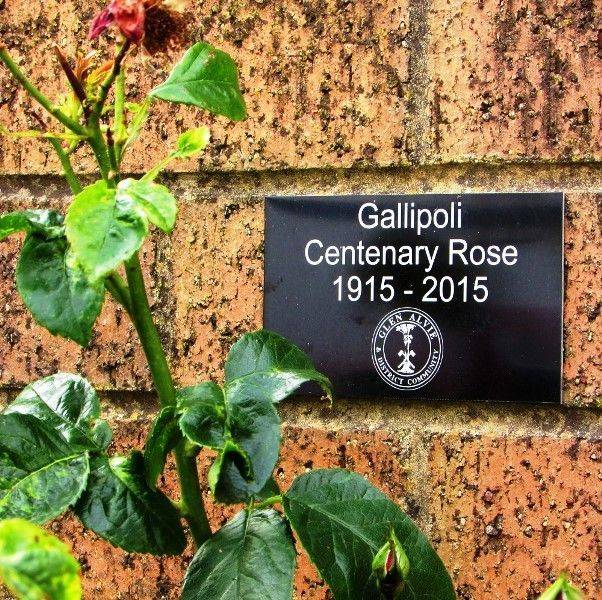 Gallipoli
Centenary Rose
1915 - 2015
GLEN ALVIE
& DISTRICT COMMUNITY